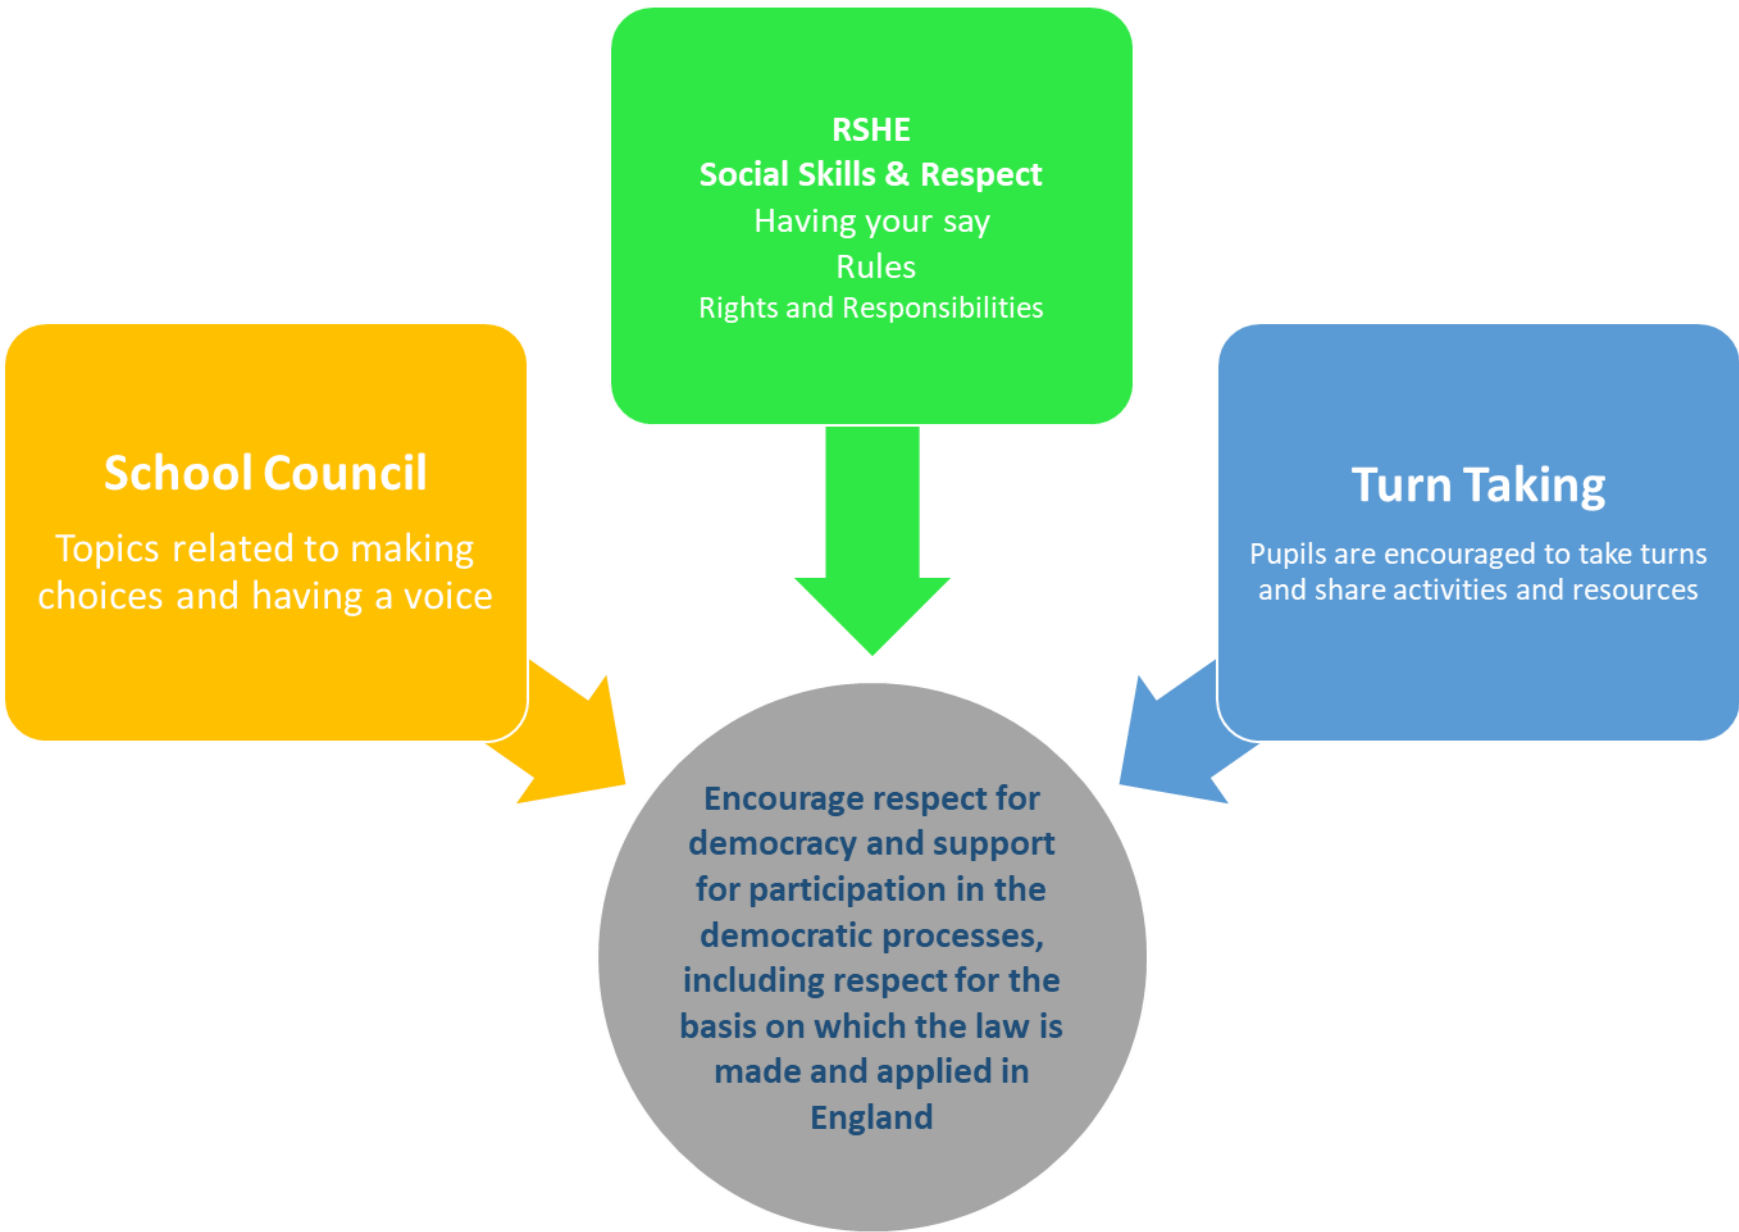 RSHE
Social Skills & Respect
Having your say
Rules
Rights and Responsibilities
School Council
Topics related to making
choices and having a voice
Turn Taking
Pupils are encouraged to take turns
and share activities and resources
Encourage respect for
democracy and support
for participation in the
democratic processes,
including respect for the
basis on which the law is
made and applied in
England